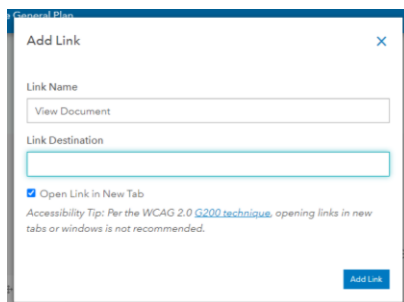 e General Plan
Add Link
Link Name
View Document
Link Destination
Open Link in New Tab
Accessibility Tip: Per the WCAG 2.0 G200 technique, opening links in new
tabs or windows is not recommended.
Add Link